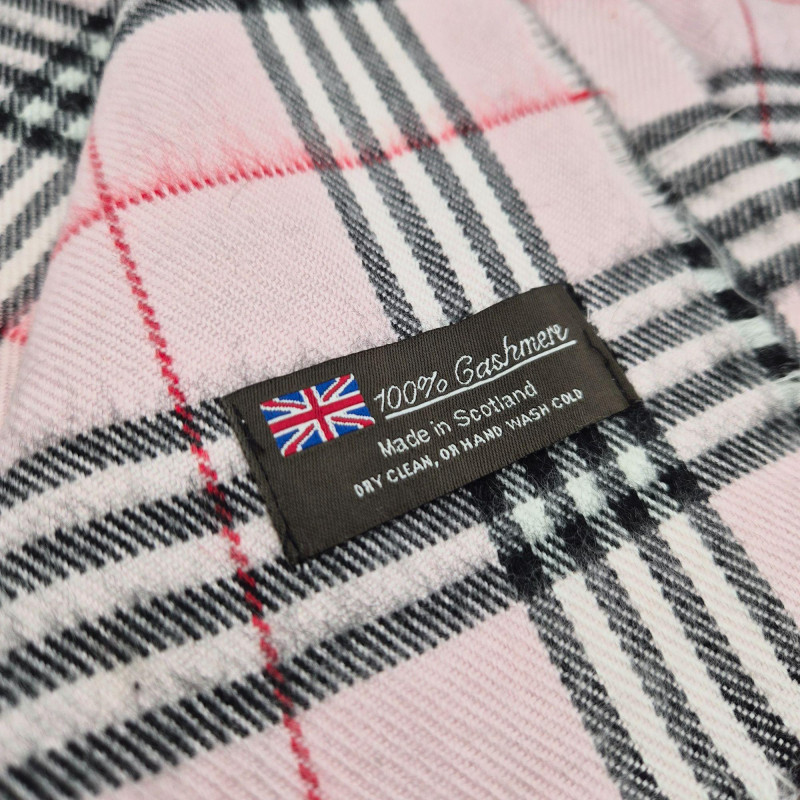 100% Cashmere
Made in Scotland
DRY CLEAN, OR HAND WASH COLD